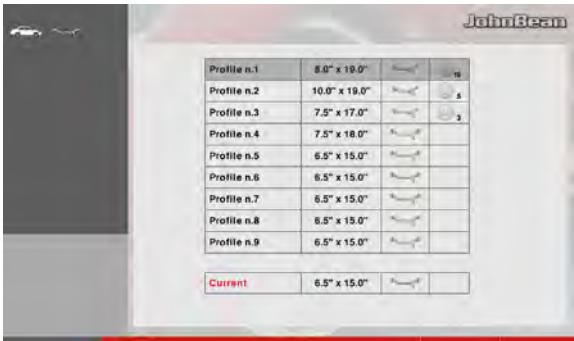 JohnBean
Profile n.1 8.0" x 19.0" 10
Profile n.2 10.0" x 19.0" 5
Profile n.3 7.5" x 17.0" 3
Profile n.4 7.5" x 18.0"
Profile n.5 6.5" x 15.0"
Profile n.6 6.5" x 15.0"
Profile n.7 6.5" x 15.0"
Profile n.8 6.5" x 15.0"
Profile n.9 6.5" x 15.0"
Current 6.5" x 15.0"